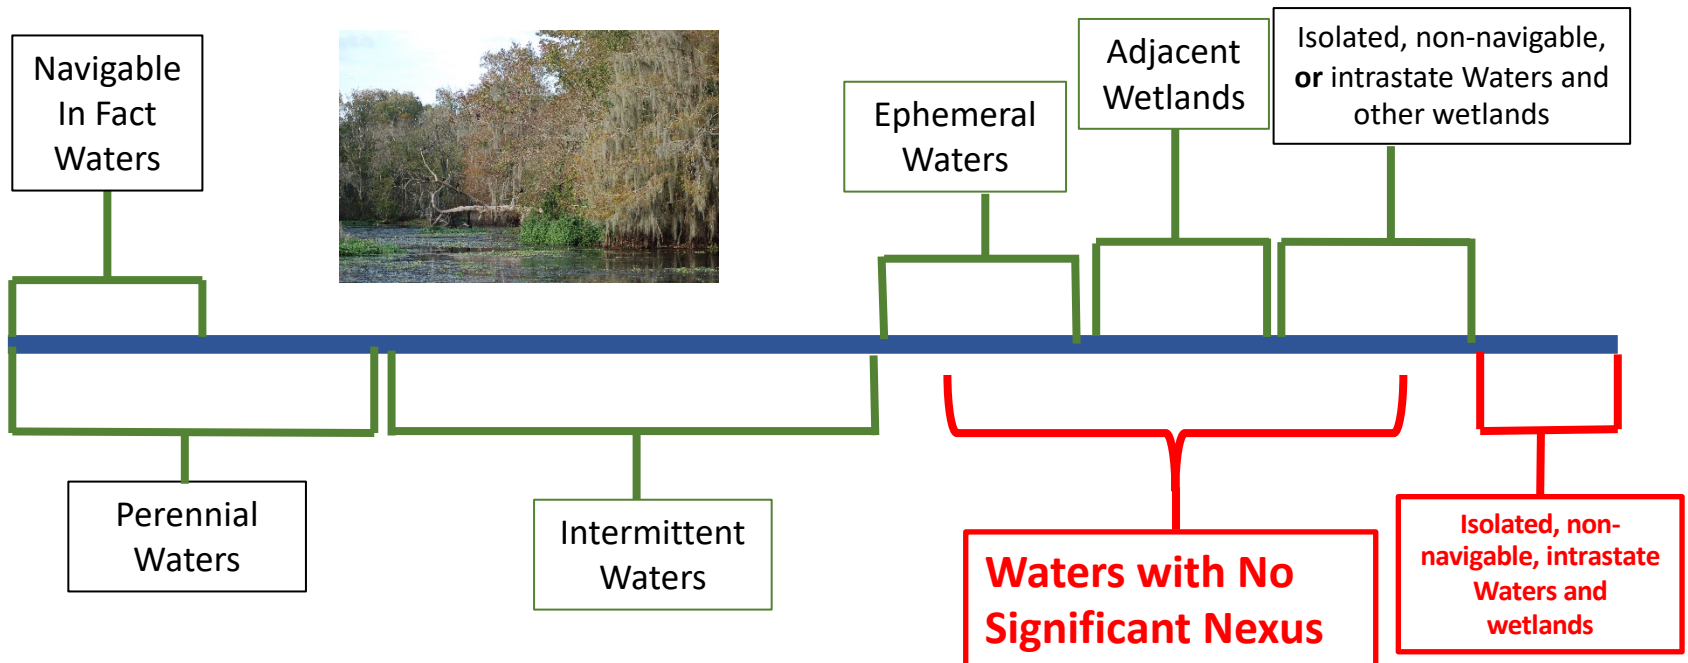 Navigable
In Fact
Waters
Ephemeral
Waters
Adjacent
Wetlands
Isolated, non-navigable,
or intrastate Waters and
other wetlands
Perennial
Waters
Intermittent
Waters
Waters with No
Significant Nexus
Isolated, non-
navigable, intrastate
Waters and
wetlands